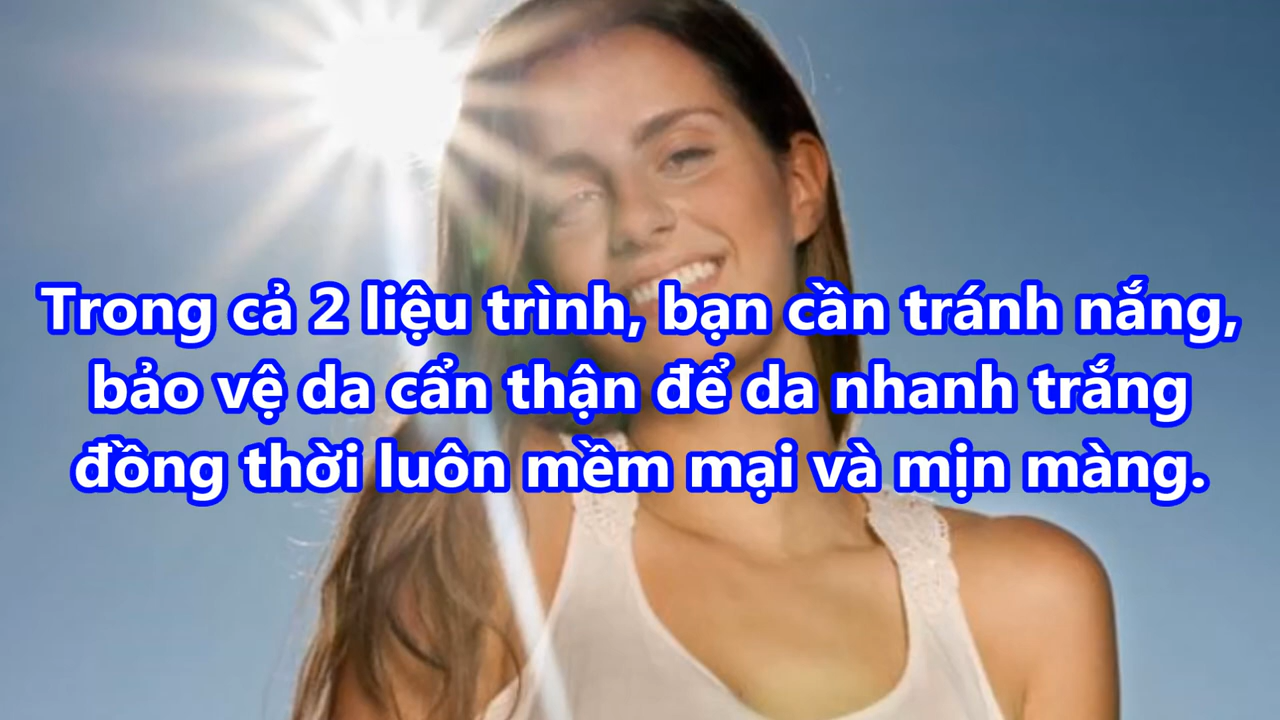 Trong cả 2 liệu trình, bạn cần tránh nắng,
bảo vệ da cẩn thận để da nhanh trắng
đồng thời luôn mềm mại và mịn màng.